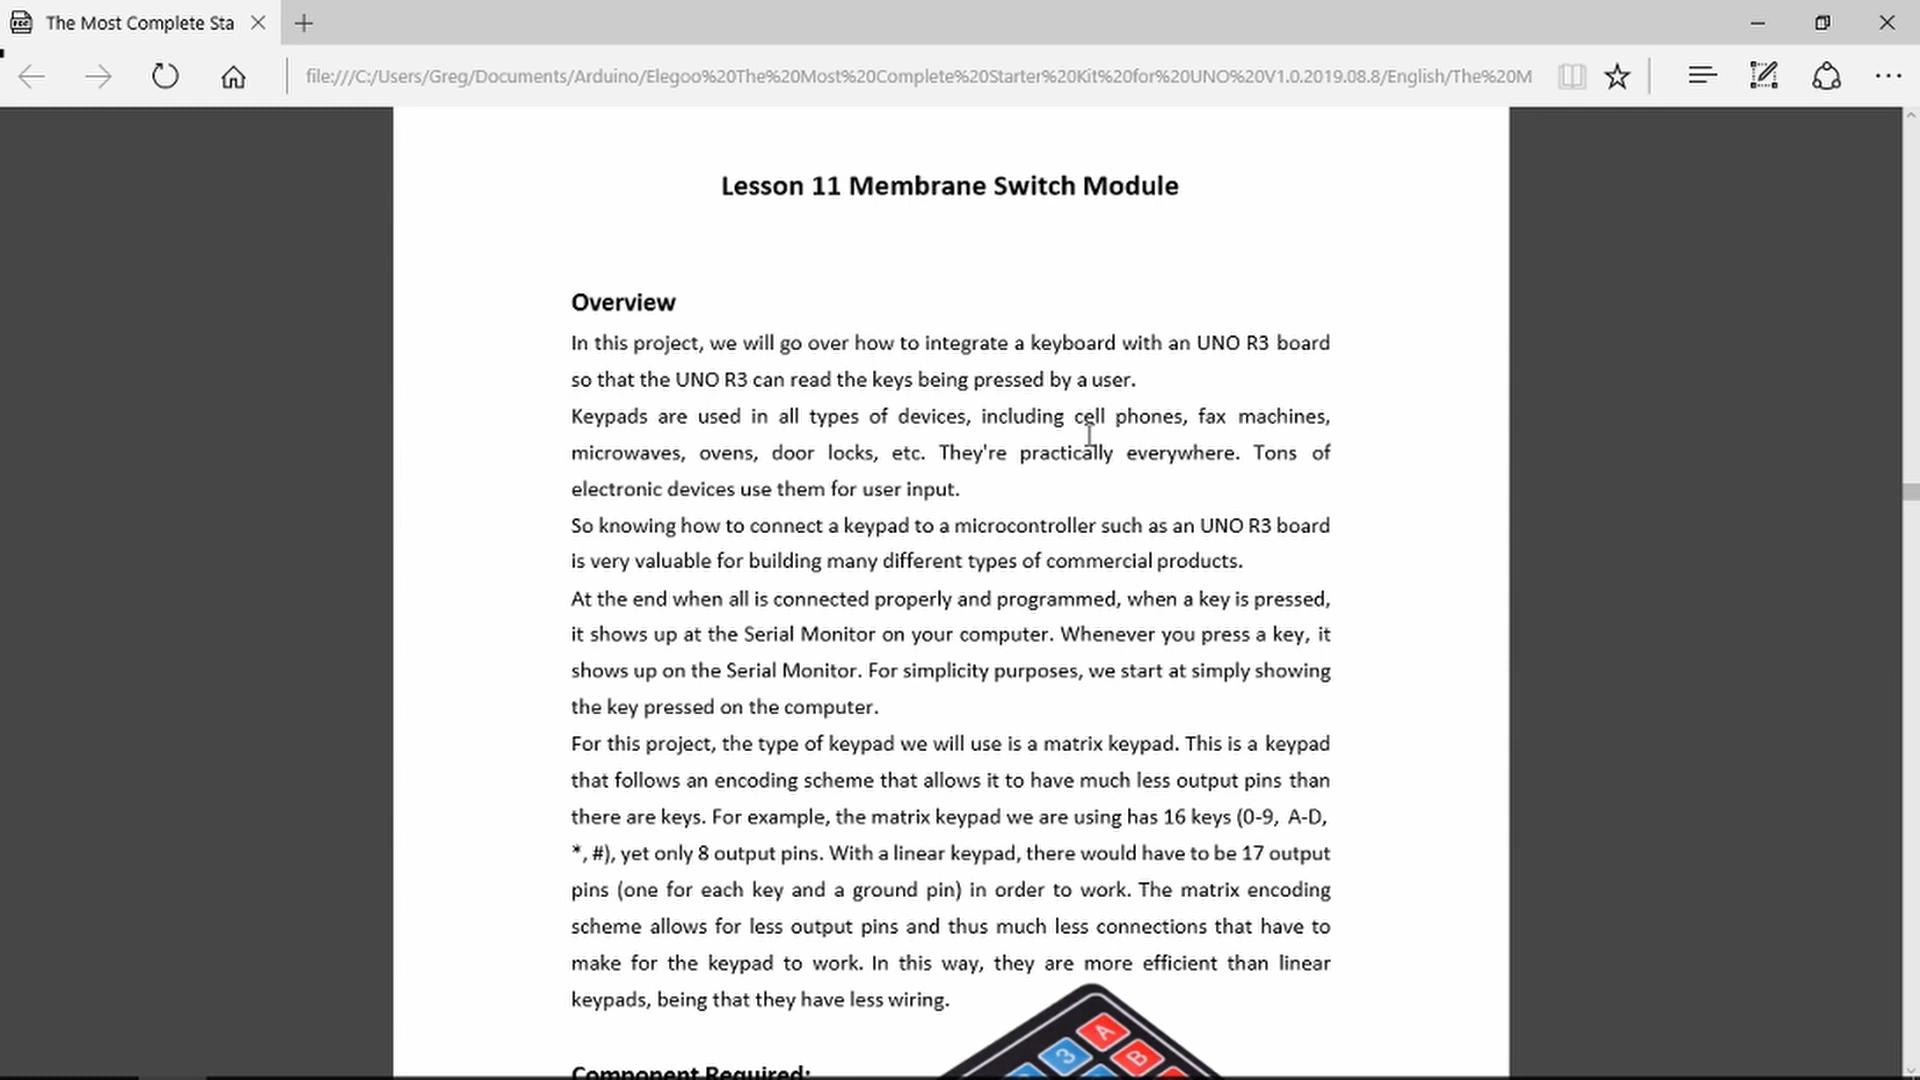 The Most Complete Sta
file:///C:/Users/Greg/Documents/Arduino/Elegoo%20The%20Most%20Complete%20Starter%20Kit%20for%20UNO%20V1.0.2019.08.8/English/The%20M
Lesson 11 Membrane Switch Module
Overview
In this project, we will go over how to integrate a keyboard with an UNO R3 board
so that the UNO R3 can read the keys being pressed by a user.
Keypads are used in all types of devices, including cell phones, fax machines,
microwaves, ovens, door locks, etc. They're practically everywhere. Tons of
electronic devices use them for user input.
So knowing how to connect a keypad to a microcontroller such as an UNO R3 board
is very valuable for building many different types of commercial products.
At the end when all is connected properly and programmed, when a key is pressed,
it shows up at the Serial Monitor on your computer. Whenever you press a key, it
shows up on the Serial Monitor. For simplicity purposes, we start at simply showing
the key pressed on the computer.
For this project, the type of keypad we will use is a matrix keypad. This is a keypad
that follows an encoding scheme that allows it to have much less output pins than
there are keys. For example, the matrix keypad we are using has 16 keys (0-9, A-D,
*, #), yet only 8 output pins. With a linear keypad, there would have to be 17 output
pins (one for each key and a ground pin) in order to work. The matrix encoding
scheme allows for less output pins and thus much less connections that have to
make for the keypad to work. In this way, they are more efficient than linear
keypads, being that they have less wiring.
A
3
B
Component Required: